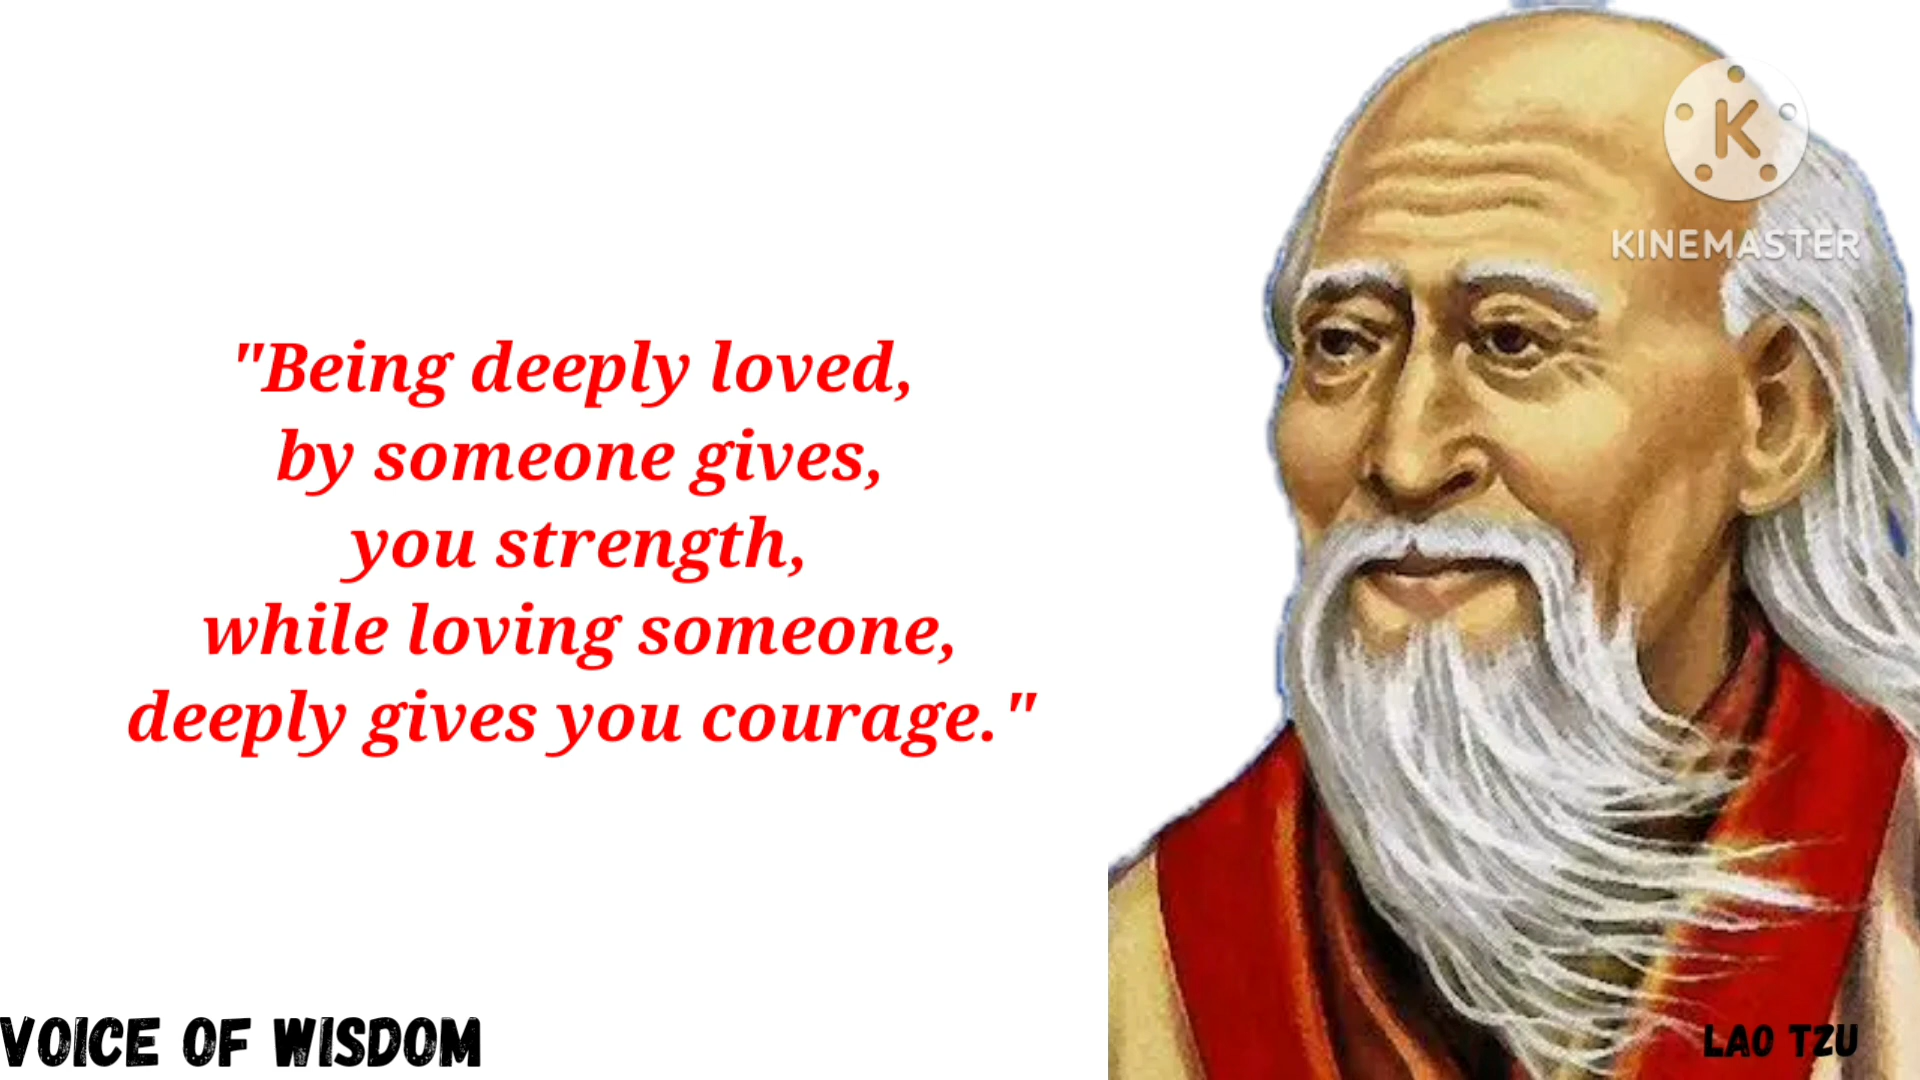 K
KINEMASTER
"Being deeply loved,
by someone gives,
you strength,
while loving someone,
deeply gives you courage."
VOICE OF WISDOM
LAO TZU